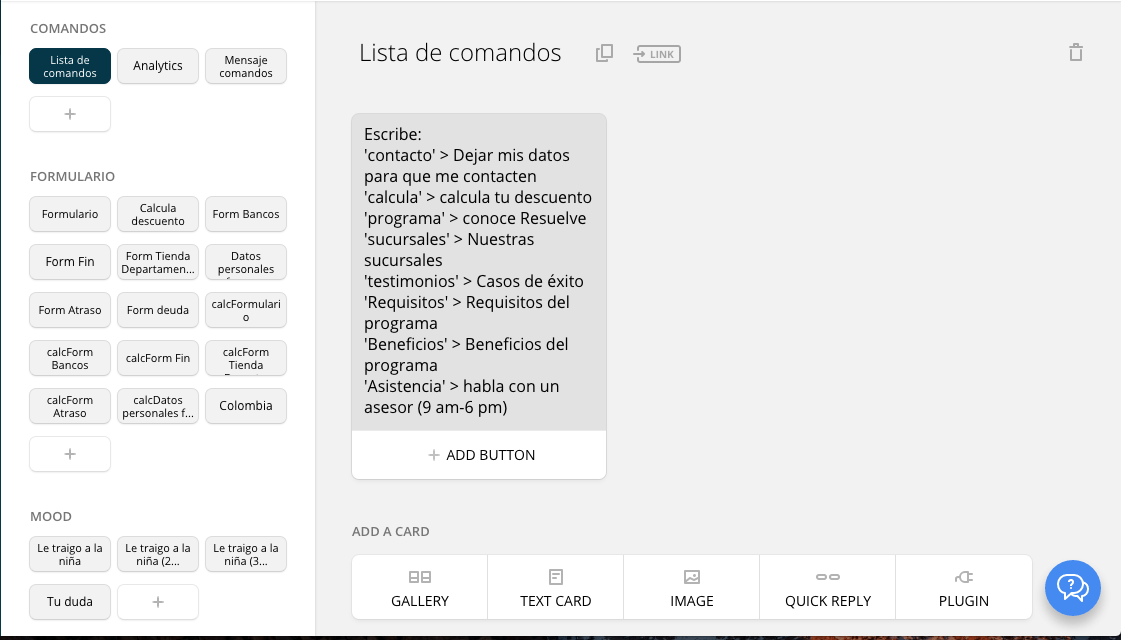 COMANDOS
Lista de
comandos
Analytics
Mensaje
comandos
FORMULARIO
Formulario
Calcula
descuento
Form Bancos
Form Fin
Form Tienda
Departamen...
Datos
personales
Form Atraso
Form deuda
calcFormulari
o
calcForm
Bancos
calcForm Fin
calcForm
Tienda
calcForm
Atraso
calcDatos
personales f...
Colombia
MOOD
Le traigo a la
niña
Le traigo a la
niña (2...
Le traigo a la
niña (3...
Tu duda
Lista de comandos
LINK
Escribe:
'contacto' > Dejar mis datos
para que me contacten
'calcula' > calcula tu descuento
'programa' > conoce Resuelve
'sucursales' > Nuestras
sucursales
'testimonios' > Casos de éxito
'Requisitos' > Requisitos del
programa
'Beneficios' > Beneficios del
programa
'Asistencia' > habla con un
asesor (9 am-6 pm)
ADD BUTTON
ADD A CARD
GALLERY
TEXT CARD
IMAGE
QUICK REPLY
PLUGIN